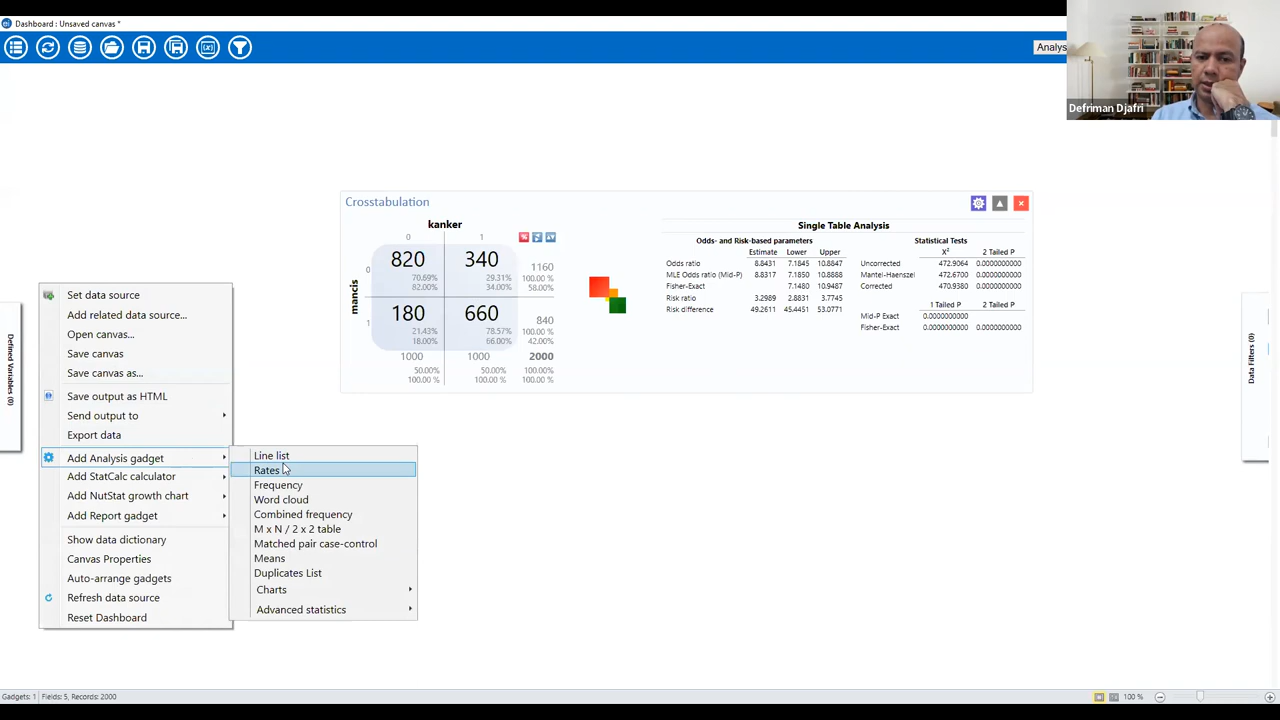 Dashboard : Unsaved canvas *
Analys
Defriman Djafri
Crosstabulation
kanker
0 1
mancis
0 820 340 1160
70.69% 29.31% 100.00 %
82.00% 34.00% 58.00%
1 180 660 840
21.43% 78.57% 100.00 %
18.00% 66.00% 42.00%
1000 1000 2000
50.00% 50.00% 100.00%
100.00 % 100.00 % 100.00 %
Single Table Analysis
Odds- and Risk-based parameters
Estimate Lower Upper
Odds ratio 8.8431 7.1845 10.8847
MLE Odds ratio (Mid-P) 8.8317 7.1850 10.8888
Fisher-Exact 7.1480 10.9487
Risk ratio 3.2989 2.8831 3.7745
Risk difference 49.2611 45.4451 53.0771
Statistical Tests
X² 2 Tailed P
Uncorrected 472.9064 0.0000000000
Mantel-Haenszel 472.6700 0.0000000000
Corrected 470.9380 0.0000000000
1 Tailed P 2 Tailed P
Mid-P Exact 0.0000000000
Fisher-Exact 0.0000000000 0.0000000000
Defined Variables (0)
Data Filters (0)
Set data source
Add related data source...
Open canvas...
Save canvas
Save canvas as...
Save output as HTML
Send output to
Export data
Add Analysis gadget
Add StatCalc calculator
Add NutStat growth chart
Add Report gadget
Show data dictionary
Canvas Properties
Auto-arrange gadgets
Refresh data source
Reset Dashboard
Line list
Rates
Frequency
Word cloud
Combined frequency
M x N / 2 x 2 table
Matched pair case-control
Means
Duplicates List
Charts
Advanced statistics
Gadgets: 1 Fields: 5, Records: 2000
100 %